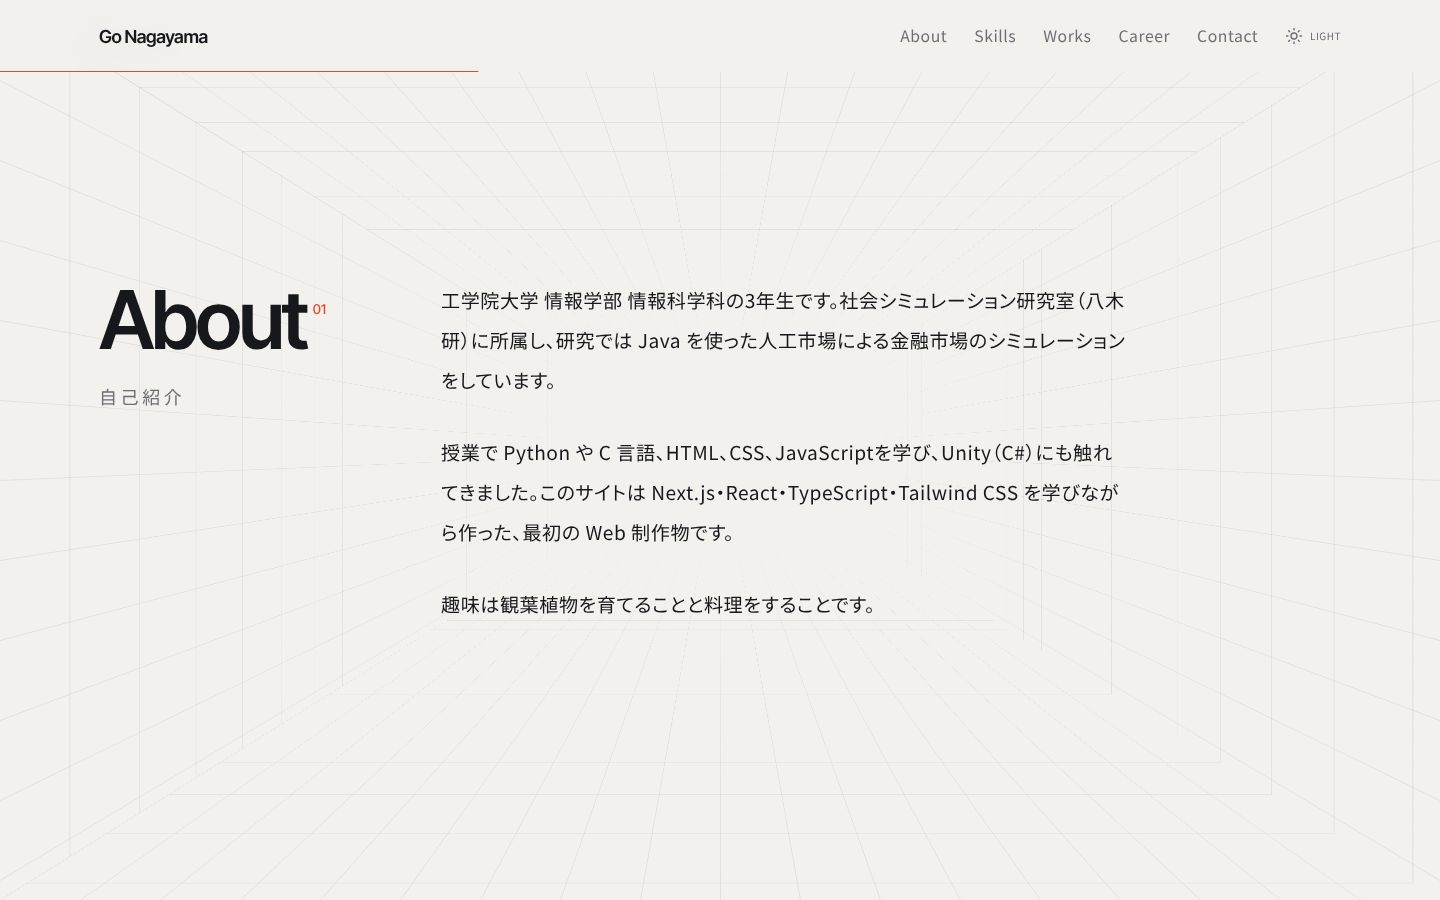 Go Nagayama
About Skills Works Career Contact LIGHT
About 01
自己紹介
工学院大学 情報学部 情報科学科の3年生です。社会シミュレーション研究室（八木
研）に所属し、研究では Java を使った人工市場による金融市場のシミュレーション
をしています。
授業で Python や C 言語、HTML、CSS、JavaScriptを学び、Unity（C#）にも触れ
てきました。このサイトは Next.js・React・TypeScript・Tailwind CSS を学びなが
ら作った、最初の Web 制作物です。
趣味は観葉植物を育てることと料理をすることです。